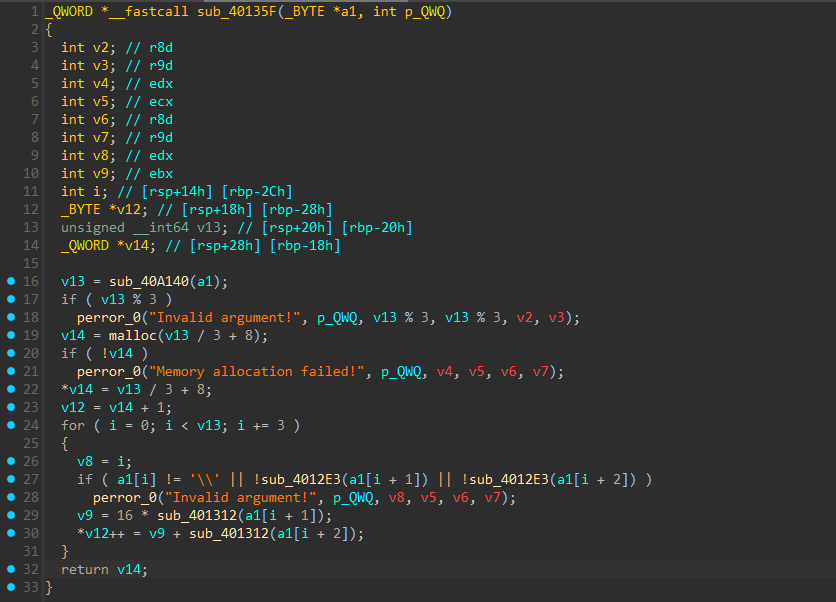 1 _QWORD *__fastcall sub_40135F(_BYTE *a1, int p_QWQ)
2 {
3   int v2; // r8d
4   int v3; // r9d
5   int v4; // edx
6   int v5; // ecx
7   int v6; // r8d
8   int v7; // r9d
9   int v8; // edx
10   int v9; // ebx
11   int i; // [rsp+14h] [rbp-2Ch]
12   _BYTE *v12; // [rsp+18h] [rbp-28h]
13   unsigned __int64 v13; // [rsp+20h] [rbp-20h]
14   _QWORD *v14; // [rsp+28h] [rbp-18h]
15
16   v13 = sub_40A140(a1);
17   if ( v13 % 3 )
18     perror_0("Invalid argument!", p_QWQ, v13 % 3, v13 % 3, v2, v3);
19   v14 = malloc(v13 / 3 + 8);
20   if ( !v14 )
21     perror_0("Memory allocation failed!", p_QWQ, v4, v5, v6, v7);
22   *v14 = v13 / 3 + 8;
23   v12 = v14 + 1;
24   for ( i = 0; i < v13; i += 3 )
25   {
26     v8 = i;
27     if ( a1[i] != '\\' || !sub_4012E3(a1[i + 1]) || !sub_4012E3(a1[i + 2]) )
28       perror_0("Invalid argument!", p_QWQ, v8, v5, v6, v7);
29     v9 = 16 * sub_401312(a1[i + 1]);
30     *v12++ = v9 + sub_401312(a1[i + 2]);
31   }
32   return v14;
33 }